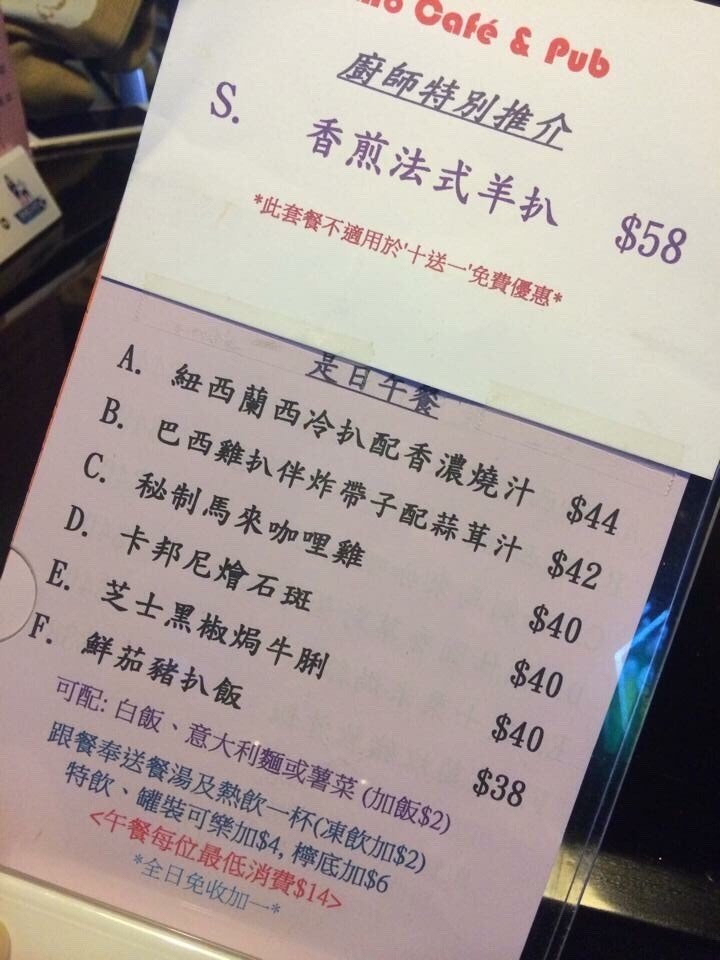 Café & Pub
廚師特別推介
S. 香煎法式羊扒 $58
*此套餐不適用於'十送一'免費優惠*
是日午餐
A. 紐西蘭西冷扒配香濃燒汁 $44
B. 巴西雞扒伴炸帶子配蒜茸汁 $42
C. 秘制馬來咖哩雞 $40
D. 卡邦尼燴石斑 $40
E. 芝士黑椒焗牛脷 $40
F. 鮮茄豬扒飯 $38
可配: 白飯、意大利麵或薯菜 (加飯$2)
跟餐奉送餐湯及熱飲一杯(凍飲加$2)
特飲、罐裝可樂加$4, 檸底加$6
<午餐每位最低消費$14>
*全日免收加一*